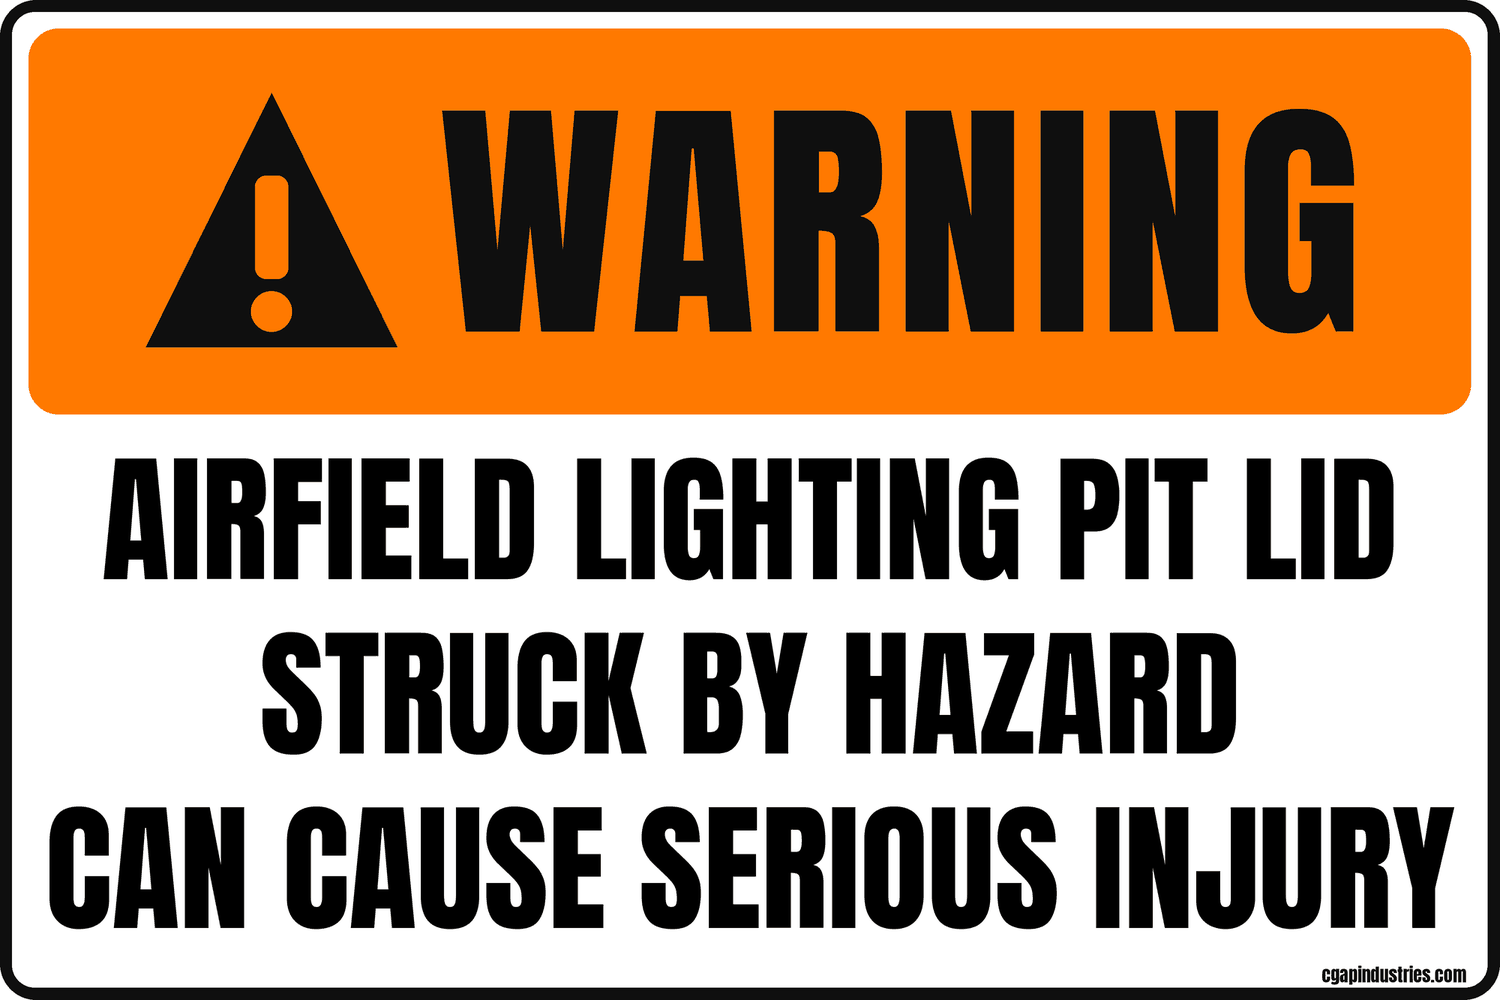 WARNING
AIRFIELD LIGHTING PIT LID
STRUCK BY HAZARD
CAN CAUSE SERIOUS INJURY
cgapindustries.com